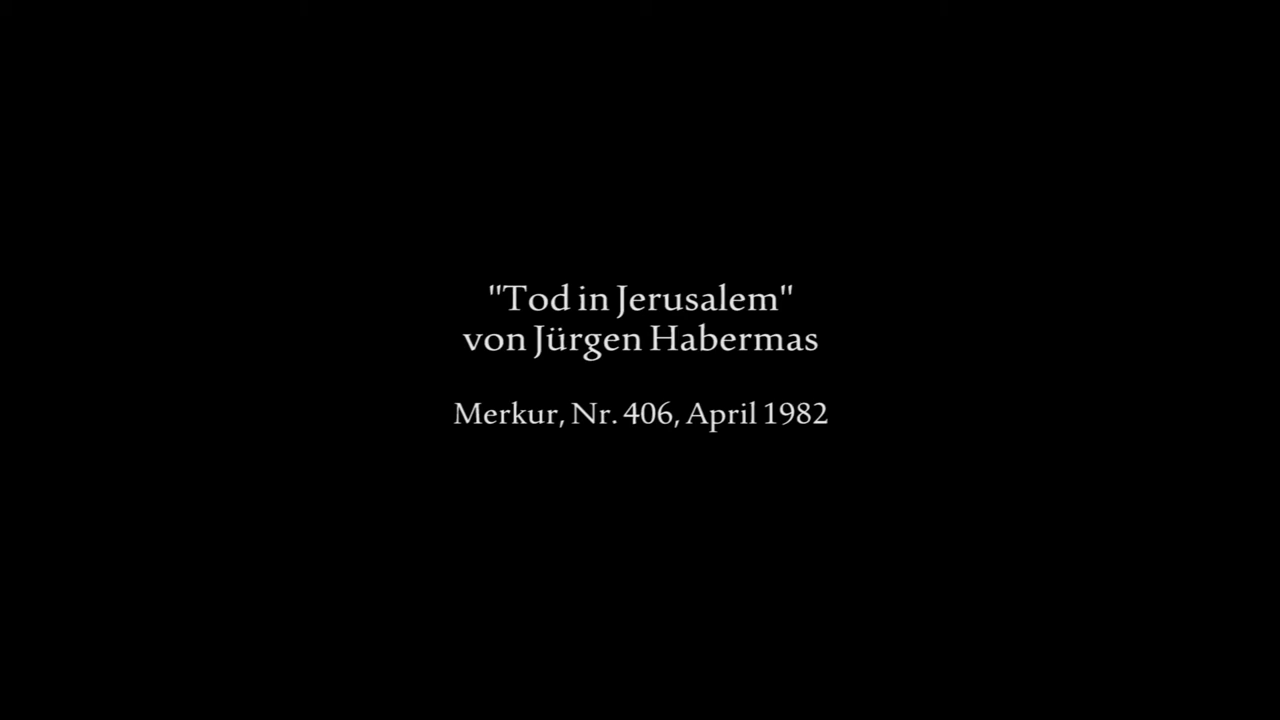 "Tod in Jerusalem"
von Jürgen Habermas
Merkur, Nr. 406, April 1982